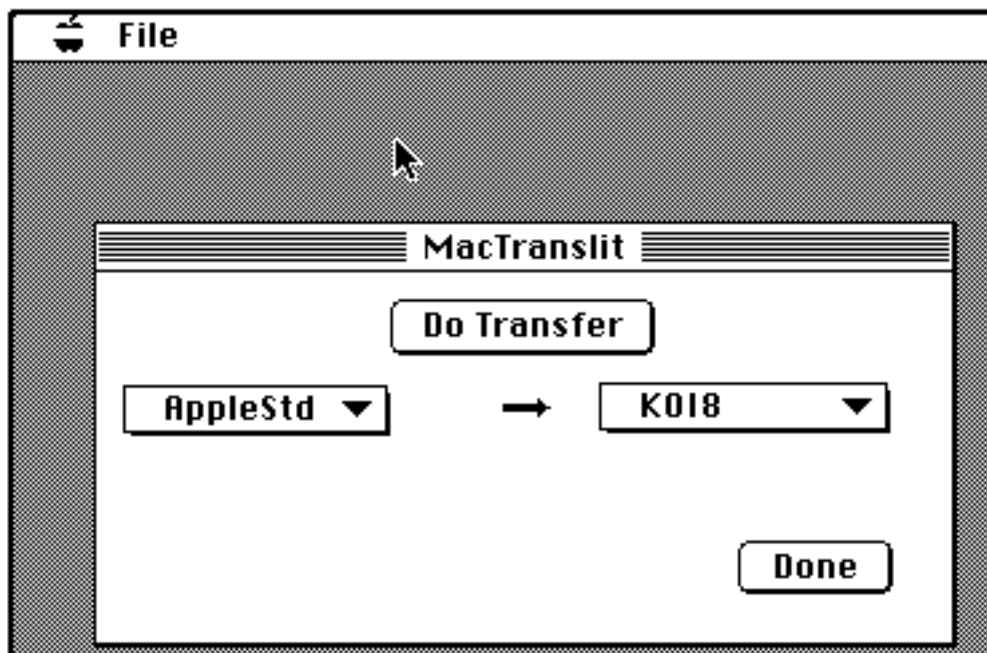 File
MacTranslit
Do Transfer
AppleStd
KOI8
Done